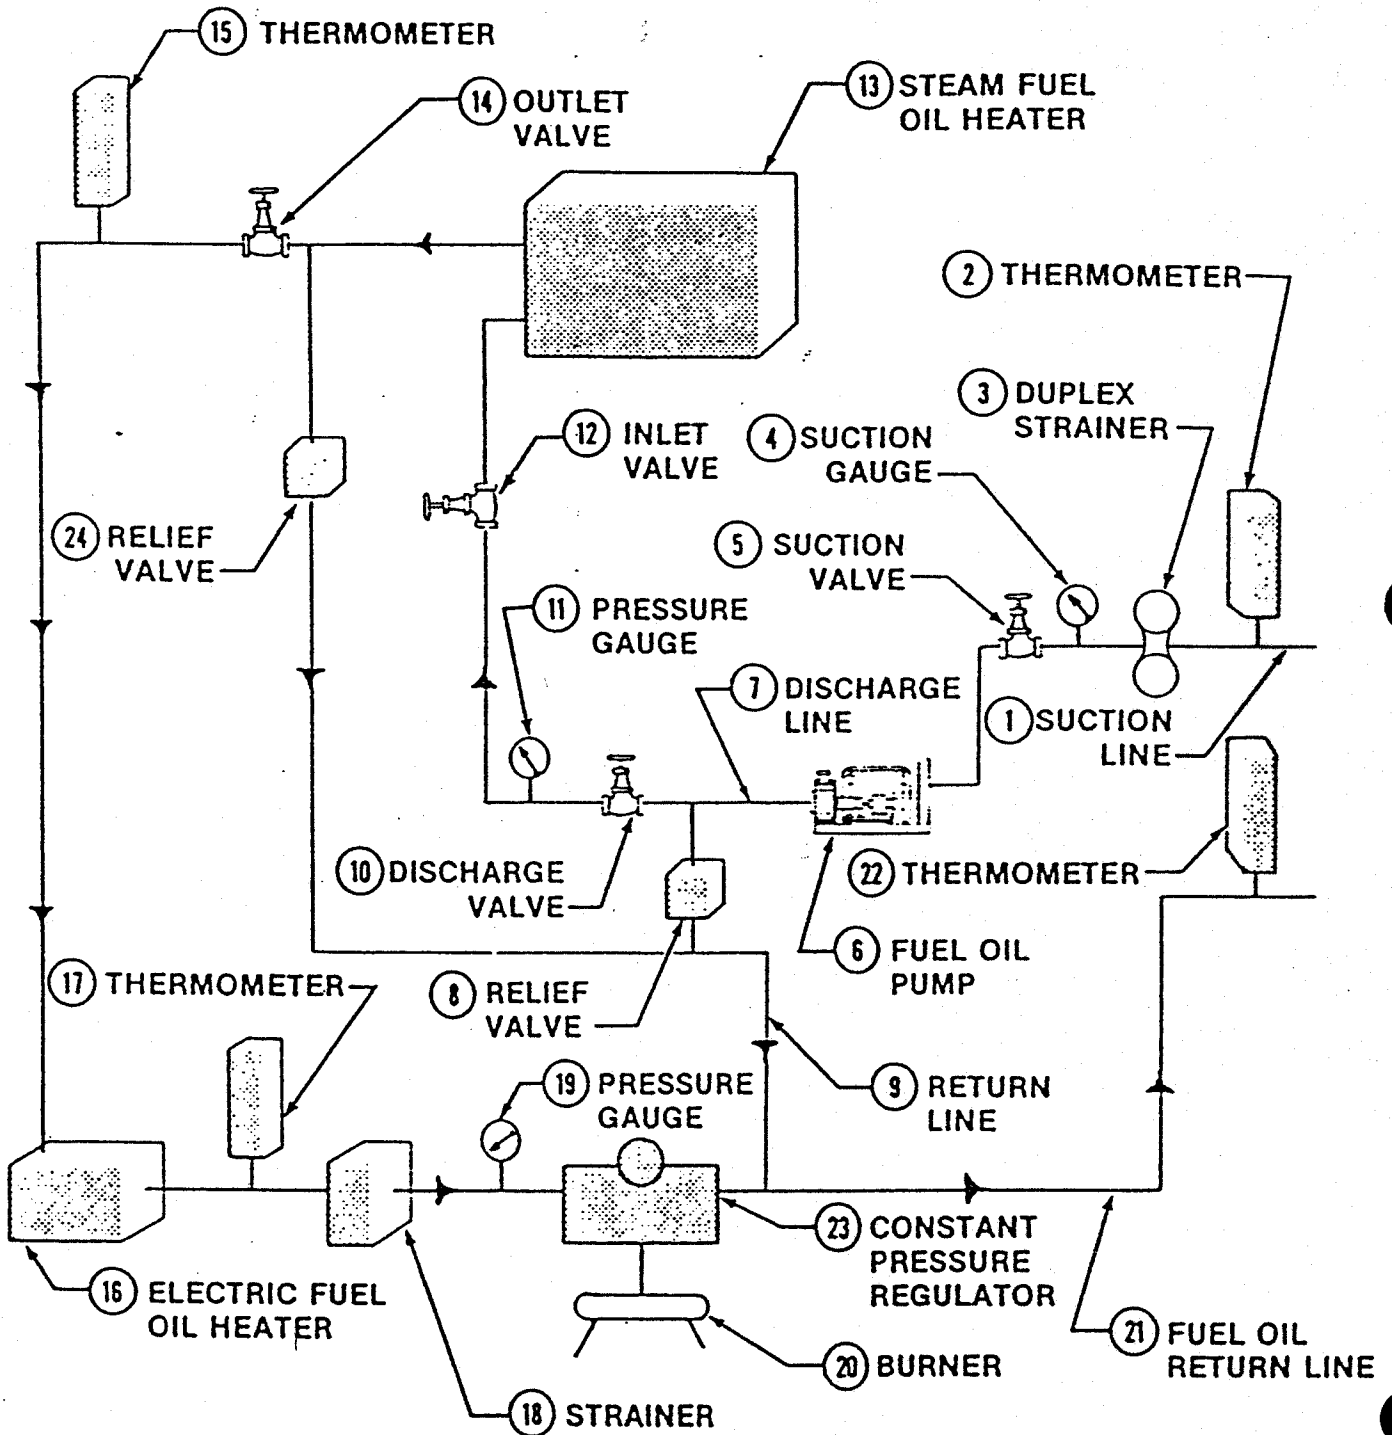 15 THERMOMETER
14 OUTLET
VALVE
13 STEAM FUEL
OIL HEATER
2 THERMOMETER
3 DUPLEX
STRAINER
12 INLET
VALVE
4 SUCTION
GAUGE
24 RELIEF
VALVE
5 SUCTION
VALVE
11 PRESSURE
GAUGE
7 DISCHARGE
LINE
1 SUCTION
LINE
10 DISCHARGE
VALVE
22 THERMOMETER
6 FUEL OIL
PUMP
17 THERMOMETER
8 RELIEF
VALVE
19 PRESSURE
GAUGE
9 RETURN
LINE
23 CONSTANT
PRESSURE
REGULATOR
16 ELECTRIC FUEL
OIL HEATER
21 FUEL OIL
RETURN LINE
20 BURNER
18 STRAINER